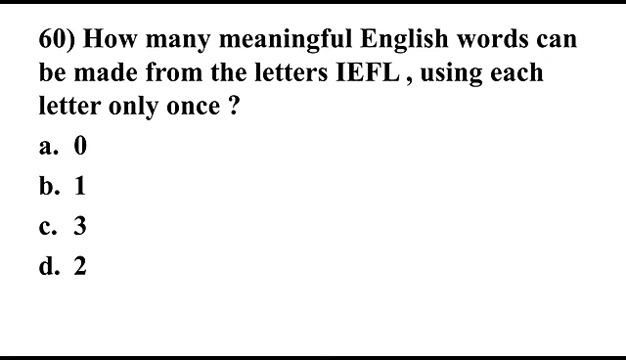 60) How many meaningful English words can
be made from the letters IEFL , using each
letter only once ?
a. 0
b. 1
c. 3
d. 2